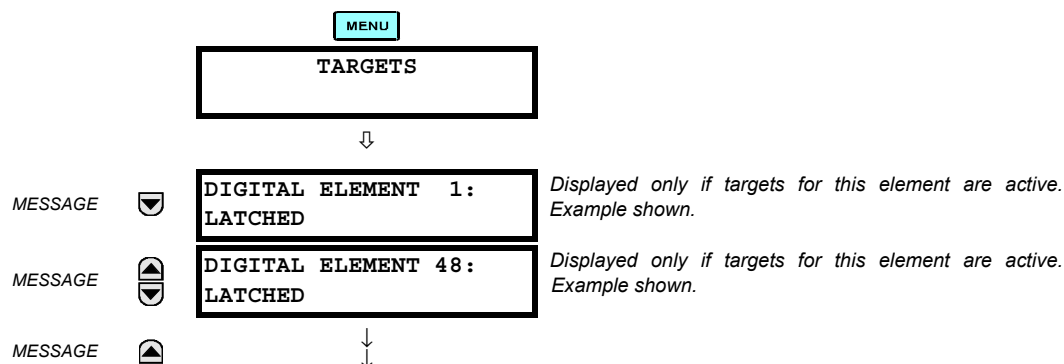 MENU
TARGETS
MESSAGE
DIGITAL ELEMENT 1:
LATCHED
Displayed only if targets for this element are active.
Example shown.
MESSAGE
DIGITAL ELEMENT 48:
LATCHED
Displayed only if targets for this element are active.
Example shown.
MESSAGE